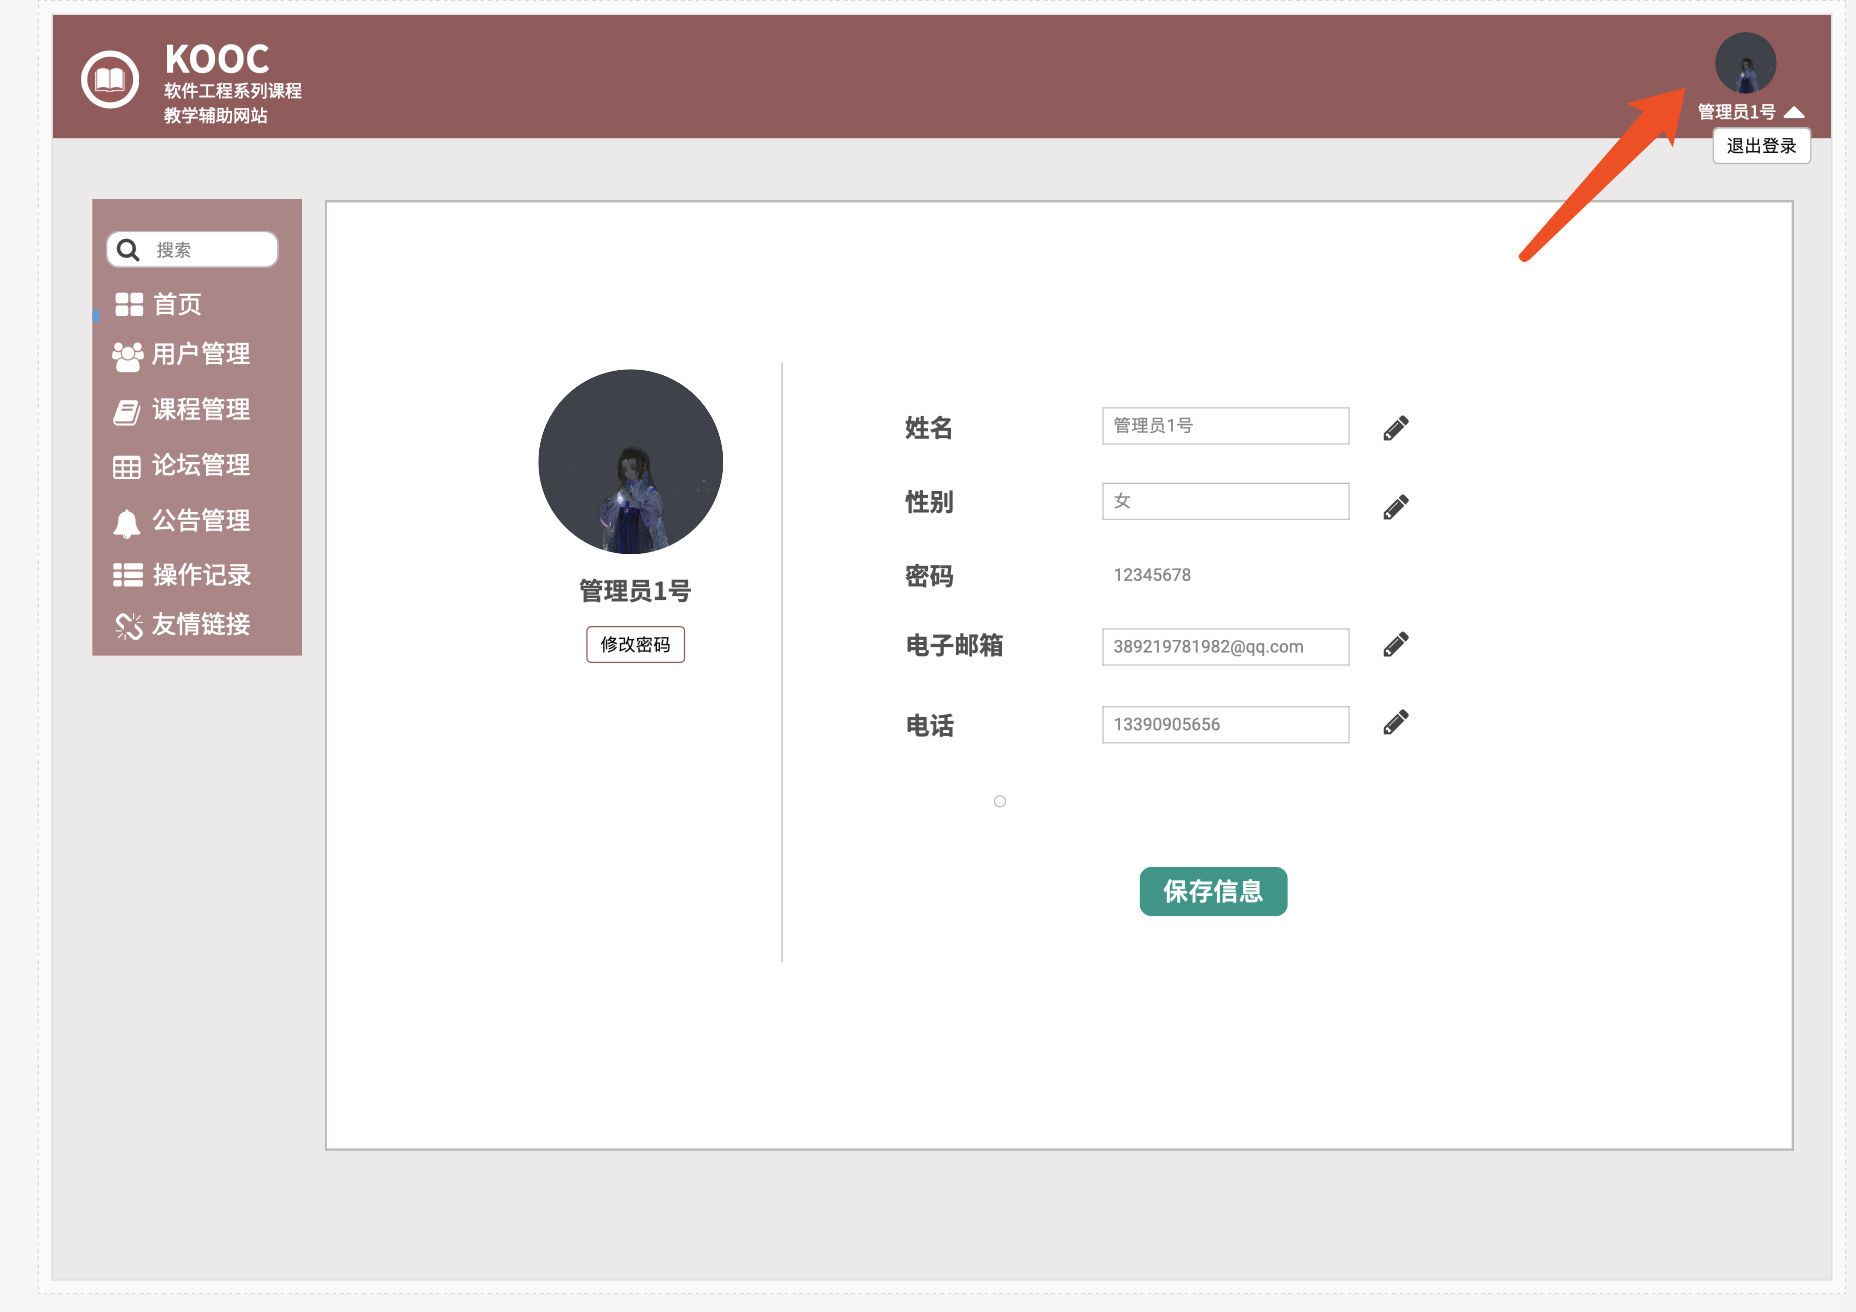 KOOC
软件工程系列课程
教学辅助网站
管理员1号
退出登录
搜索
首页
用户管理
课程管理
论坛管理
公告管理
操作记录
友情链接
管理员1号
修改密码
姓名 管理员1号
性别 女
密码 12345678
电子邮箱 389219781982@qq.com
电话 13390905656
保存信息